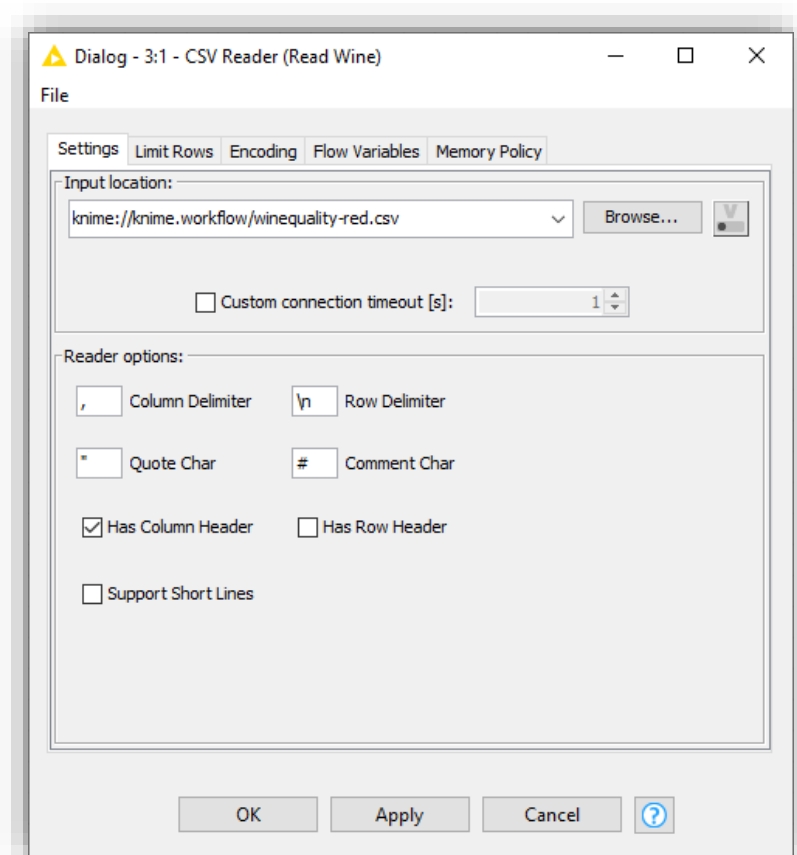 Dialog - 3:1 - CSV Reader (Read Wine)
File
Settings Limit Rows Encoding Flow Variables Memory Policy
Input location:
knime://knime.workflow/winequality-red.csv Browse... V
Custom connection timeout [s]: 1
Reader options:
, Column Delimiter \n Row Delimiter
" Quote Char # Comment Char
Has Column Header Has Row Header
Support Short Lines
OK Apply Cancel ?